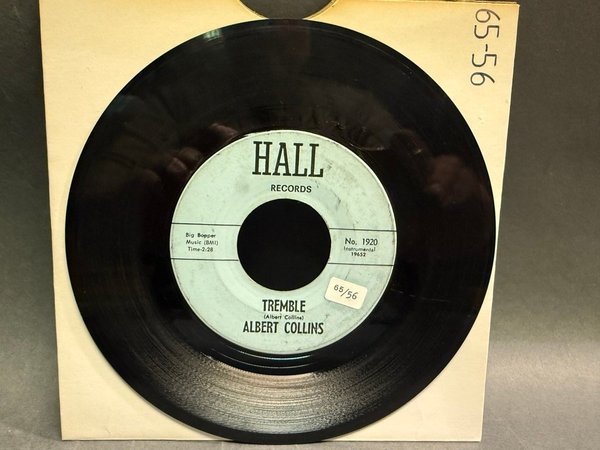 65-56
HALL
RECORDS
Big Bopper
Music (BMI)
Time-2-28
No. 1920
Instrumental
19652
65/56
TREMBLE
(Albert Collins)
ALBERT COLLINS